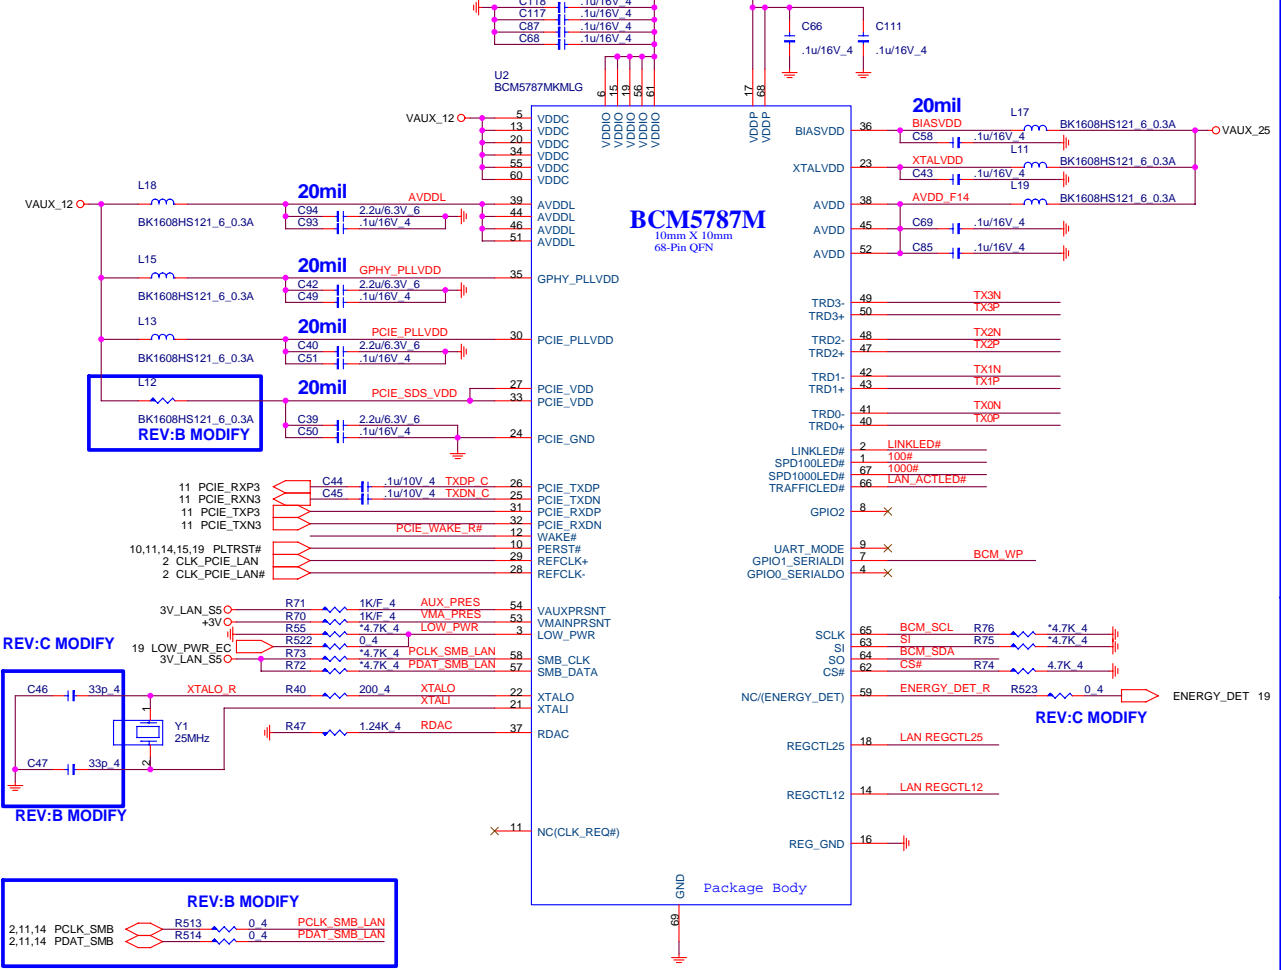 C118 .1u/16V_4
C117 .1u/16V_4
C87 .1u/16V_4
C68 .1u/16V_4
C66 C111
.1u/16V_4 .1u/16V_4
U2
BCM5787MKMLG
6 15 19 56 61 17 68
VDDIO VDDIO VDDIO VDDIO VDDIO VDDP VDDP
VAUX_12
5 VDDC
13 VDDC
20 VDDC
34 VDDC
55 VDDC
60 VDDC
20mil
BIASVDD 36 BIASVDD L17 BK1608HS121_6_0.3A VAUX_25
C58 .1u/16V_4
XTALVDD 23 XTALVDD L11 BK1608HS121_6_0.3A
C43 .1u/16V_4
AVDD 38 AVDD_F14 L19 BK1608HS121_6_0.3A
AVDD 45 C69 .1u/16V_4
AVDD 52 C85 .1u/16V_4
BCM5787M
10mm X 10mm
68-Pin QFN
VAUX_12 L18 20mil AVDDL 39 AVDDL
BK1608HS121_6_0.3A C94 2.2u/6.3V_6 44 AVDDL
C93 .1u/16V_4 46 AVDDL
51 AVDDL
L15 20mil GPHY_PLLVDD 35 GPHY_PLLVDD
BK1608HS121_6_0.3A C42 2.2u/6.3V_6
C49 .1u/16V_4
L13 20mil PCIE_PLLVDD 30 PCIE_PLLVDD
BK1608HS121_6_0.3A C40 2.2u/6.3V_6
C51 .1u/16V_4
L12 20mil PCIE_SDS_VDD 27 PCIE_VDD
33 PCIE_VDD
BK1608HS121_6_0.3A C39 2.2u/6.3V_6
REV:B MODIFY C50 .1u/16V_4 24 PCIE_GND
TRD3- 49 TX3N
TRD3+ 50 TX3P
TRD2- 48 TX2N
TRD2+ 47 TX2P
TRD1- 42 TX1N
TRD1+ 43 TX1P
TRD0- 41 TX0N
TRD0+ 40 TX0P
LINKLED# 2 LINKLED#
SPD100LED# 1 100#
SPD1000LED# 67 1000#
TRAFFICLED# 66 LAN_ACTLED#
GPIO2 8
UART_MODE 9
GPIO1_SERIALDI 7 BCM_WP
GPIO0_SERIALDO 4
11 PCIE_RXP3 C44 .1u/10V_4 TXDP_C 26 PCIE_TXDP
11 PCIE_RXN3 C45 .1u/10V_4 TXDN_C 25 PCIE_TXDN
11 PCIE_TXP3 31 PCIE_RXDP
11 PCIE_TXN3 32 PCIE_RXDN
PCIE_WAKE_R# 12 WAKE#
10,11,14,15,19 PLTRST# 10 PERST#
2 CLK_PCIE_LAN 29 REFCLK+
2 CLK_PCIE_LAN# 28 REFCLK-
3V_LAN_S5 R71 1K/F_4 AUX_PRES 54 VAUXPRSNT
+3V R70 1K/F_4 VMA_PRES 53 VMAINPRSNT
R55 *4.7K_4 LOW_PWR 3 LOW_PWR
19 LOW_PWR_EC R522 0_4
3V_LAN_S5 R73 *4.7K_4 PCLK_SMB_LAN 58 SMB_CLK
R72 *4.7K_4 PDAT_SMB_LAN 57 SMB_DATA
REV:C MODIFY
C46 33p_4 XTALO_R R40 200_4 XTALO 22 XTALO
XTALI 21 XTALI
1
Y1
25MHz
2
R47 1.24K_4 RDAC 37 RDAC
C47 33p_4
REV:B MODIFY
SCLK 65 BCM_SCL R76 *4.7K_4
SI 63 SI R75 *4.7K_4
SO 64 BCM_SDA
CS# 62 CS# R74 4.7K_4
NC/(ENERGY_DET) 59 ENERGY_DET_R R523 0_4 ENERGY_DET 19
REV:C MODIFY
REGCTL25 18 LAN REGCTL25
REGCTL12 14 LAN REGCTL12
11 NC(CLK_REQ#)
REG_GND 16
GND
Package Body
69
REV:B MODIFY
2,11,14 PCLK_SMB R513 0_4 PCLK_SMB_LAN
2,11,14 PDAT_SMB R514 0_4 PDAT_SMB_LAN